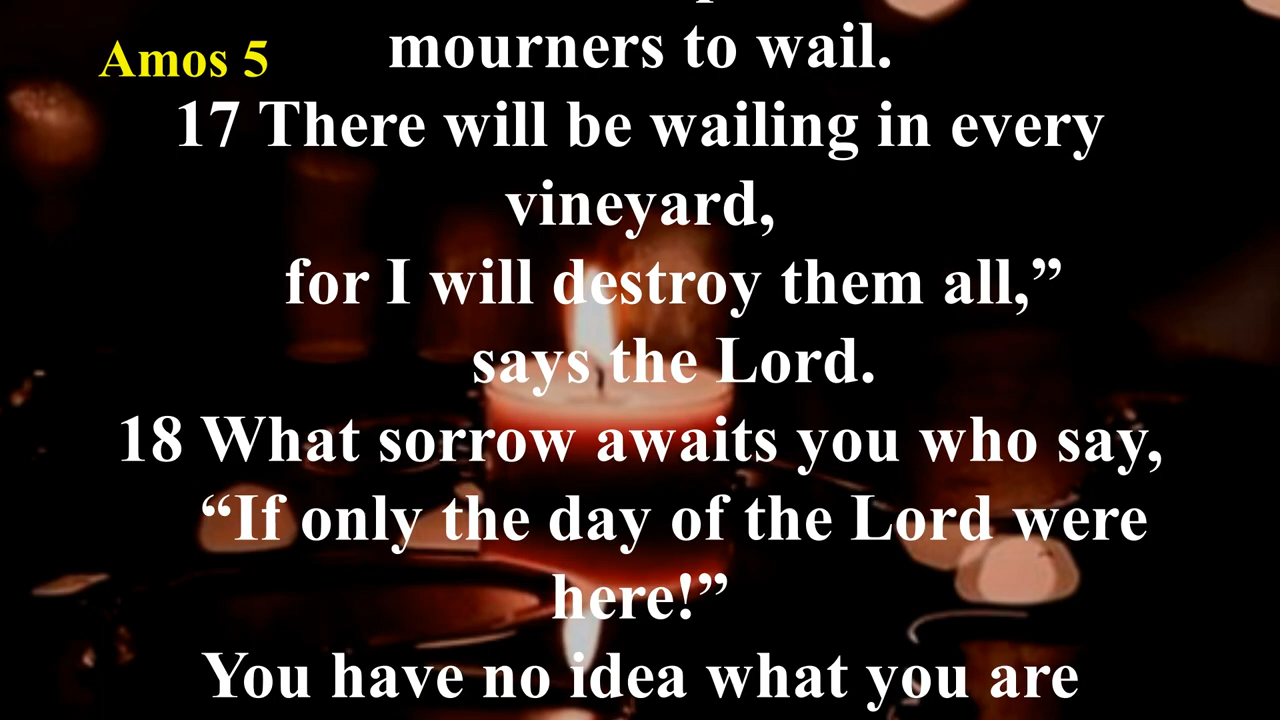 Amos 5
mourners to wail.
17 There will be wailing in every
vineyard,
for I will destroy them all,”
says the Lord.
18 What sorrow awaits you who say,
“If only the day of the Lord were
here!”
You have no idea what you are